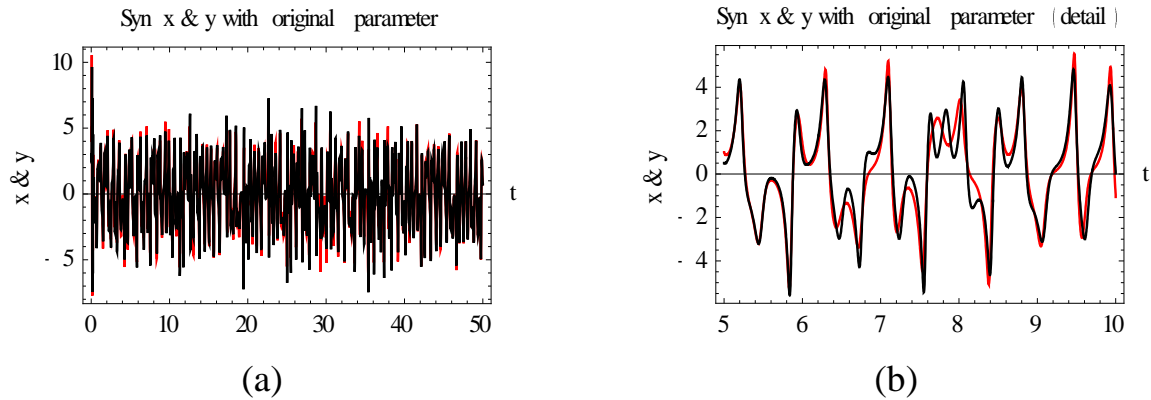 Syn x & y with original parameter
x & y
10
5
0
- 5
0 10 20 30 40 50
t
(a)
Syn x & y with original parameter (detail)
x & y
4
2
0
- 2
- 4
5 6 7 8 9 10
t
(b)